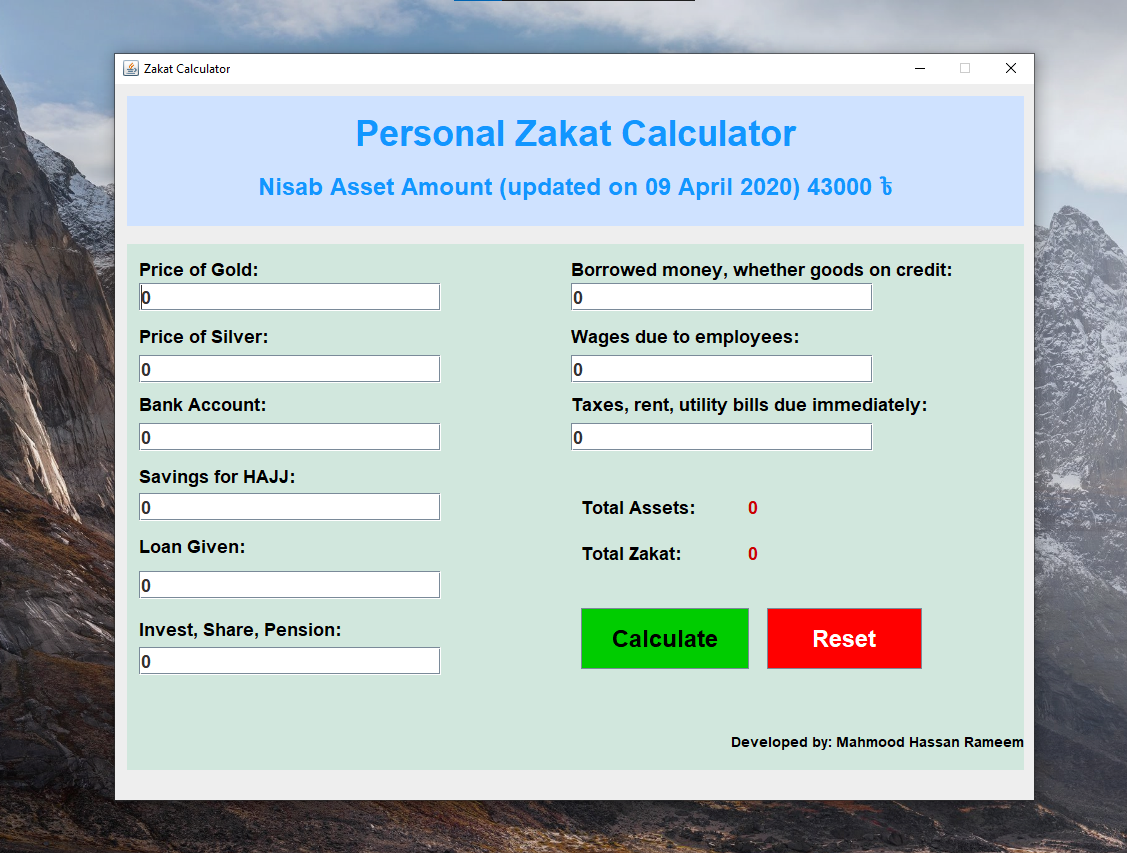 Zakat Calculator
Personal Zakat Calculator
Nisab Asset Amount (updated on 09 April 2020) 43000 ৳
Price of Gold:
0
Price of Silver:
0
Bank Account:
0
Savings for HAJJ:
0
Loan Given:
0
Invest, Share, Pension:
0
Borrowed money, whether goods on credit:
0
Wages due to employees:
0
Taxes, rent, utility bills due immediately:
0
Total Assets: 0
Total Zakat: 0
Calculate
Reset
Developed by: Mahmood Hassan Rameem